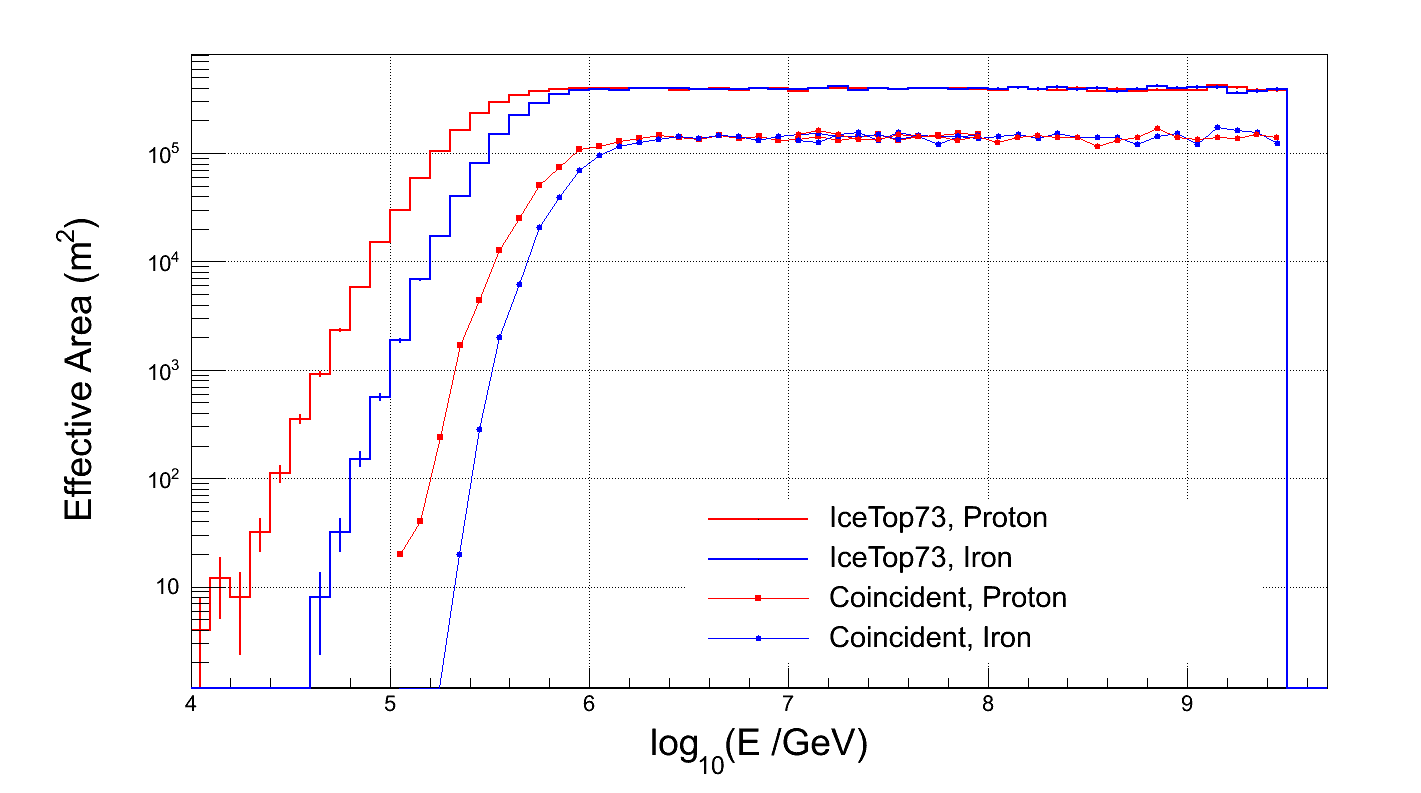 Effective Area (m²)
10⁵
10⁴
10³
10²
10
IceTop73, Proton
IceTop73, Iron
Coincident, Proton
Coincident, Iron
4 5 6 7 8 9
log₁₀(E /GeV)